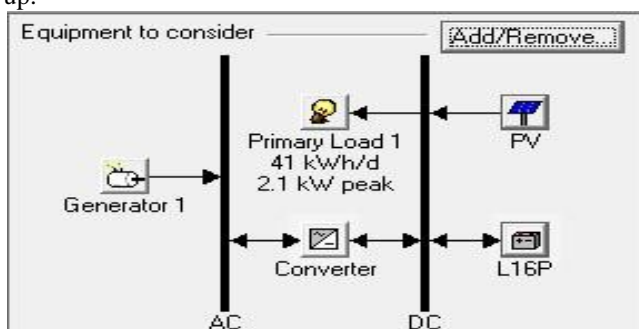 up:
Equipment to consider
Add/Remove...
Primary Load 1
41 kWh/d
2.1 kW peak
PV
Generator 1
Converter
L16P
AC
DC